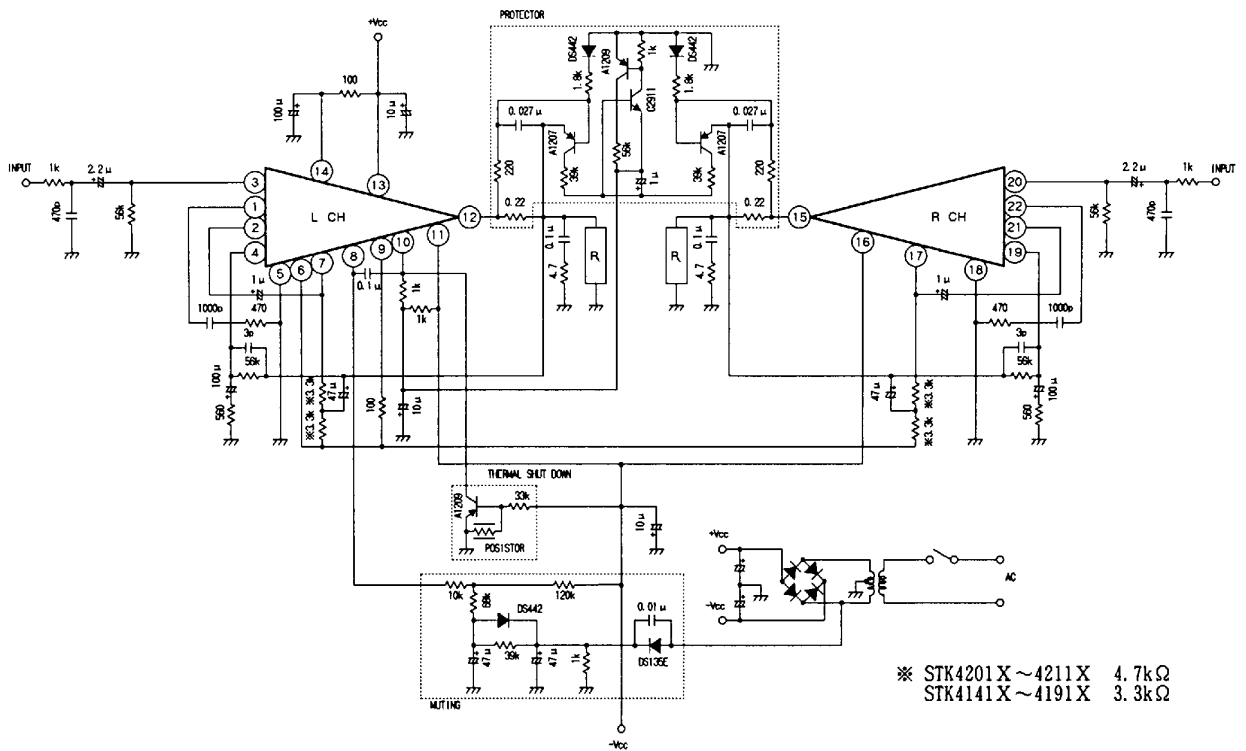 PROTECTOR
+Vcc
DS442
A1209
1k
DS442
1.8k
C2911
1.8k
100
100μ
10μ
0.027μ
A1207
56k
A1207
0.027μ
220
39k
1μ
39k
220
INPUT
1k
2.2μ
470p
56k
3
1
2
4
14
13
L CH
12
0.22
0.22
15
R CH
20
22
21
19
2.2μ
1k
INPUT
56k
470p
5
6
7
8
9
10
11
0.1μ
4.7
RL
RL
0.1μ
4.7
16
17
18
1μ
0.1μ
1k
1k
1μ
1000p
470
3p
56k
100μ
560
※3.3k
※3.3k
47μ
100
10μ
47μ
※3.3k
※3.3k
470
1000p
3p
56k
560
100μ
THERMAL SHUT DOWN
A1209
33k
POSISTOR
10μ
+Vcc
-Vcc
AC
10k
68k
120k
DS442
39k
47μ
47μ
1k
0.01μ
DS135E
MUTING
-Vcc
※ STK4201X～4211X 4.7kΩ
STK4141X～4191X 3.3kΩ